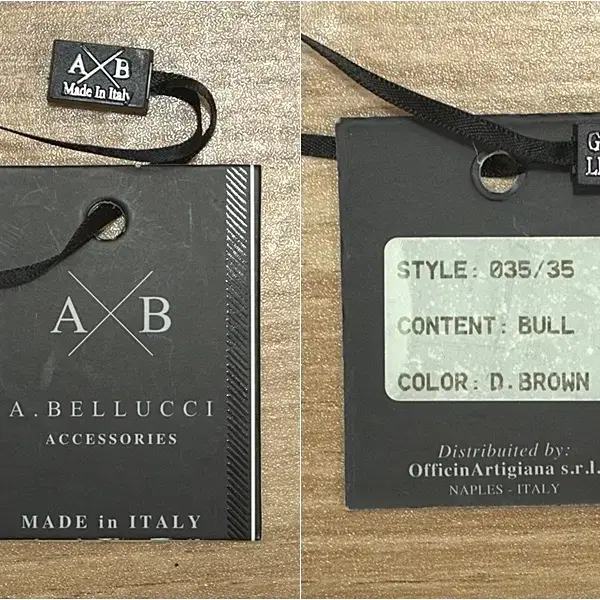 A B
Made In Italy
A B
A.BELLUCCI
ACCESSORIES
MADE in ITALY
STYLE: 035/35
CONTENT: BULL
COLOR: D.BROWN
Distribuited by:
OfficinArtigiana s.r.l.
NAPLES - ITALY